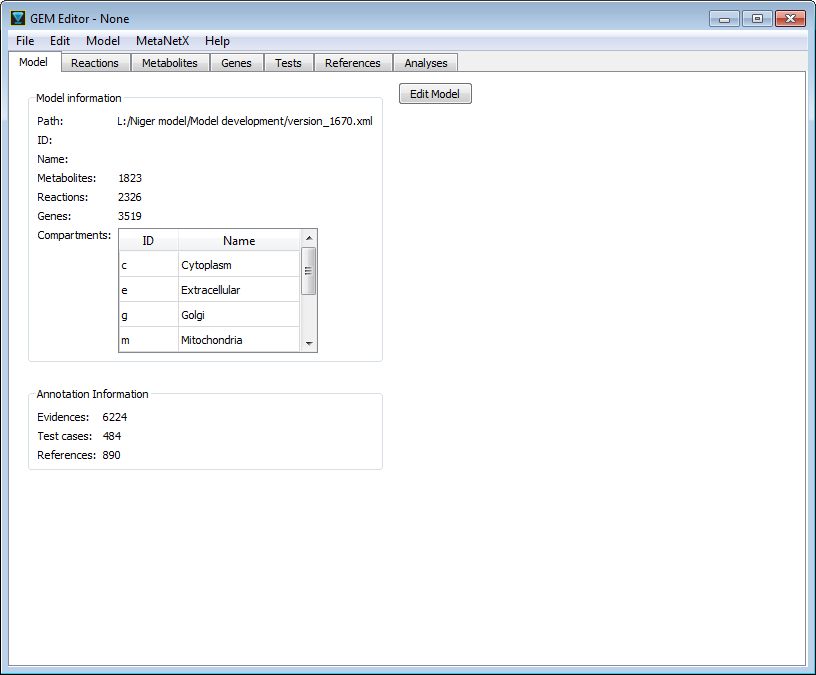 GEM Editor - None
File Edit Model MetaNetX Help
Model Reactions Metabolites Genes Tests References Analyses
Model information
Edit Model
Path: L:/Niger model/Model development/version_1670.xml
ID:
Name:
Metabolites: 1823
Reactions: 2326
Genes: 3519
Compartments: ID Name
c Cytoplasm
e Extracellular
g Golgi
m Mitochondria
Annotation Information
Evidences: 6224
Test cases: 484
References: 890